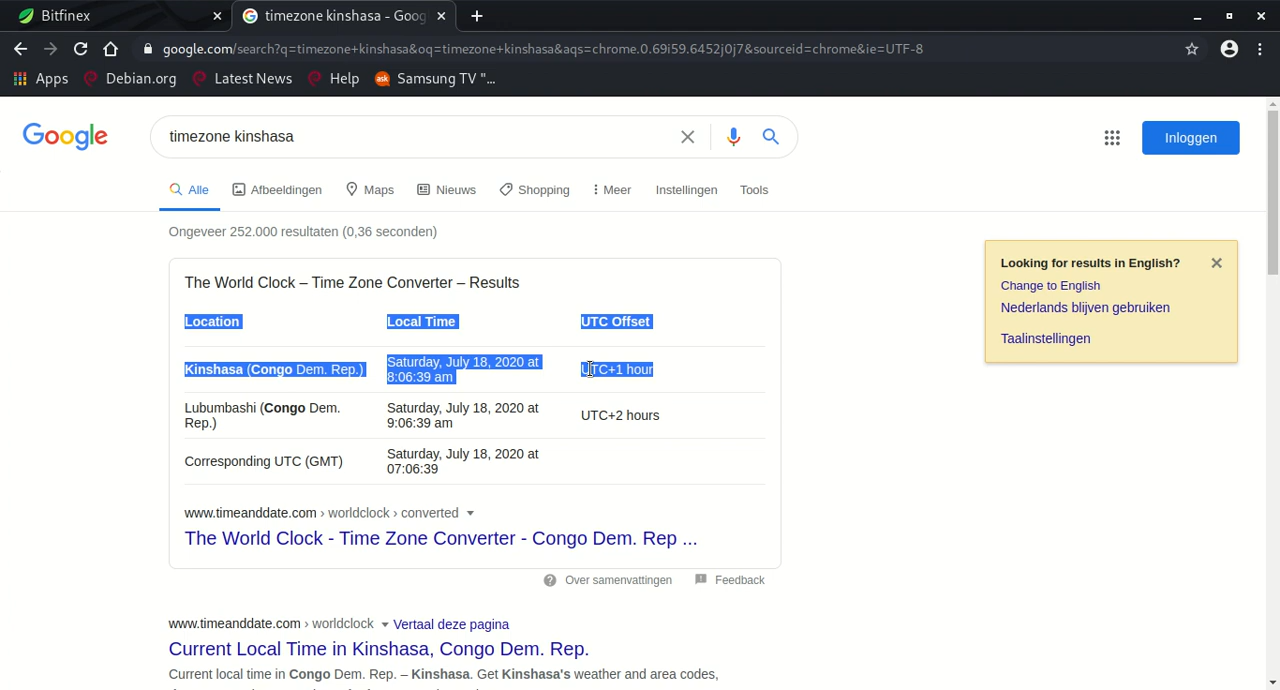 Bitfinex
timezone kinshasa - Goog
google.com/search?q=timezone+kinshasa&oq=timezone+kinshasa&aqs=chrome.0.69i59.6452j0j7&sourceid=chrome&ie=UTF-8
Apps Debian.org Latest News Help Samsung TV "...
Google
timezone kinshasa
Inloggen
Alle Afbeeldingen Maps Nieuws Shopping Meer Instellingen Tools
Ongeveer 252.000 resultaten (0,36 seconden)
Looking for results in English?
Change to English
Nederlands blijven gebruiken
Taalinstellingen
The World Clock – Time Zone Converter – Results
Location Local Time UTC Offset
Kinshasa (Congo Dem. Rep.) Saturday, July 18, 2020 at UTC+1 hour
8:06:39 am
Lubumbashi (Congo Dem. Saturday, July 18, 2020 at UTC+2 hours
Rep.) 9:06:39 am
Corresponding UTC (GMT) Saturday, July 18, 2020 at
07:06:39
www.timeanddate.com › worldclock › converted
The World Clock - Time Zone Converter - Congo Dem. Rep ...
Over samenvattingen Feedback
www.timeanddate.com › worldclock Vertaal deze pagina
Current Local Time in Kinshasa, Congo Dem. Rep.
Current local time in Congo Dem. Rep. – Kinshasa. Get Kinshasa's weather and area codes,